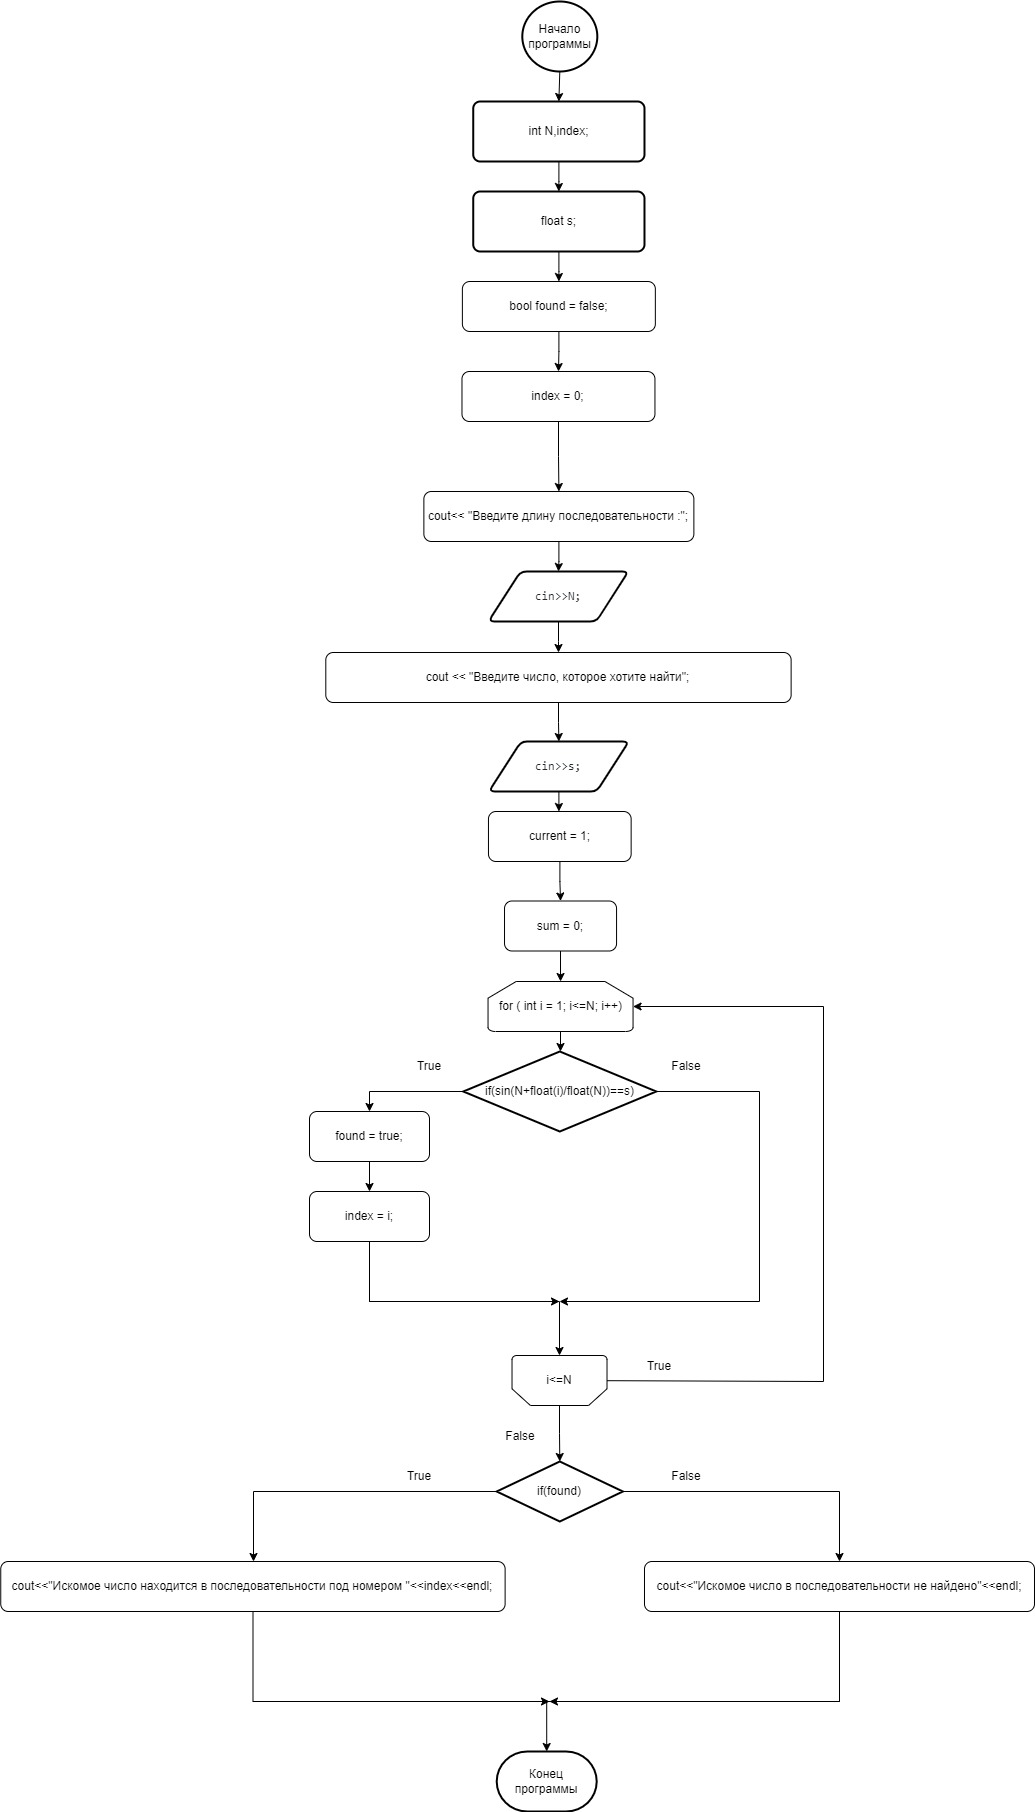 Начало
программы
int N,index;
float s;
bool found = false;
index = 0;
cout<< "Введите длину последовательности :";
cin>>N;
cout << "Введите число, которое хотите найти";
cin>>s;
current = 1;
sum = 0;
for ( int i = 1; i<=N; i++)
True
False
if(sin(N+float(i)/float(N))==s)
found = true;
index = i;
i<=N
True
False
True
False
if(found)
cout<<"Искомое число находится в последовательности под номером "<<index<<endl;
cout<<"Искомое число в последовательности не найдено"<<endl;
Конец
программы